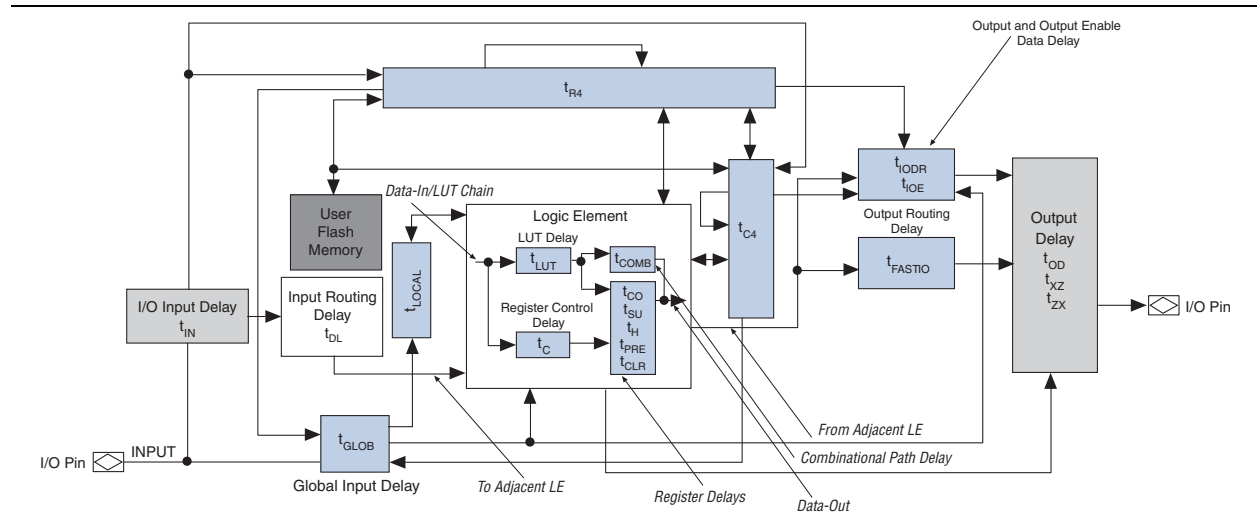 Output and Output Enable
Data Delay
tR4
tIODR
tIOE
Data-In/LUT Chain
User
Flash
Memory
Logic Element
LUT Delay
tLUT
tCOMB
tC4
Output Routing
Delay
tFASTIO
Output
Delay
tOD
tXZ
tZX
I/O Pin
tLOCAL
I/O Input Delay
tIN
Input Routing
Delay
tDL
Register Control
Delay
tC
tCO
tSU
tH
tPRE
tCLR
From Adjacent LE
INPUT
I/O Pin
tGLOB
Global Input Delay
To Adjacent LE
Register Delays
Combinational Path Delay
Data-Out